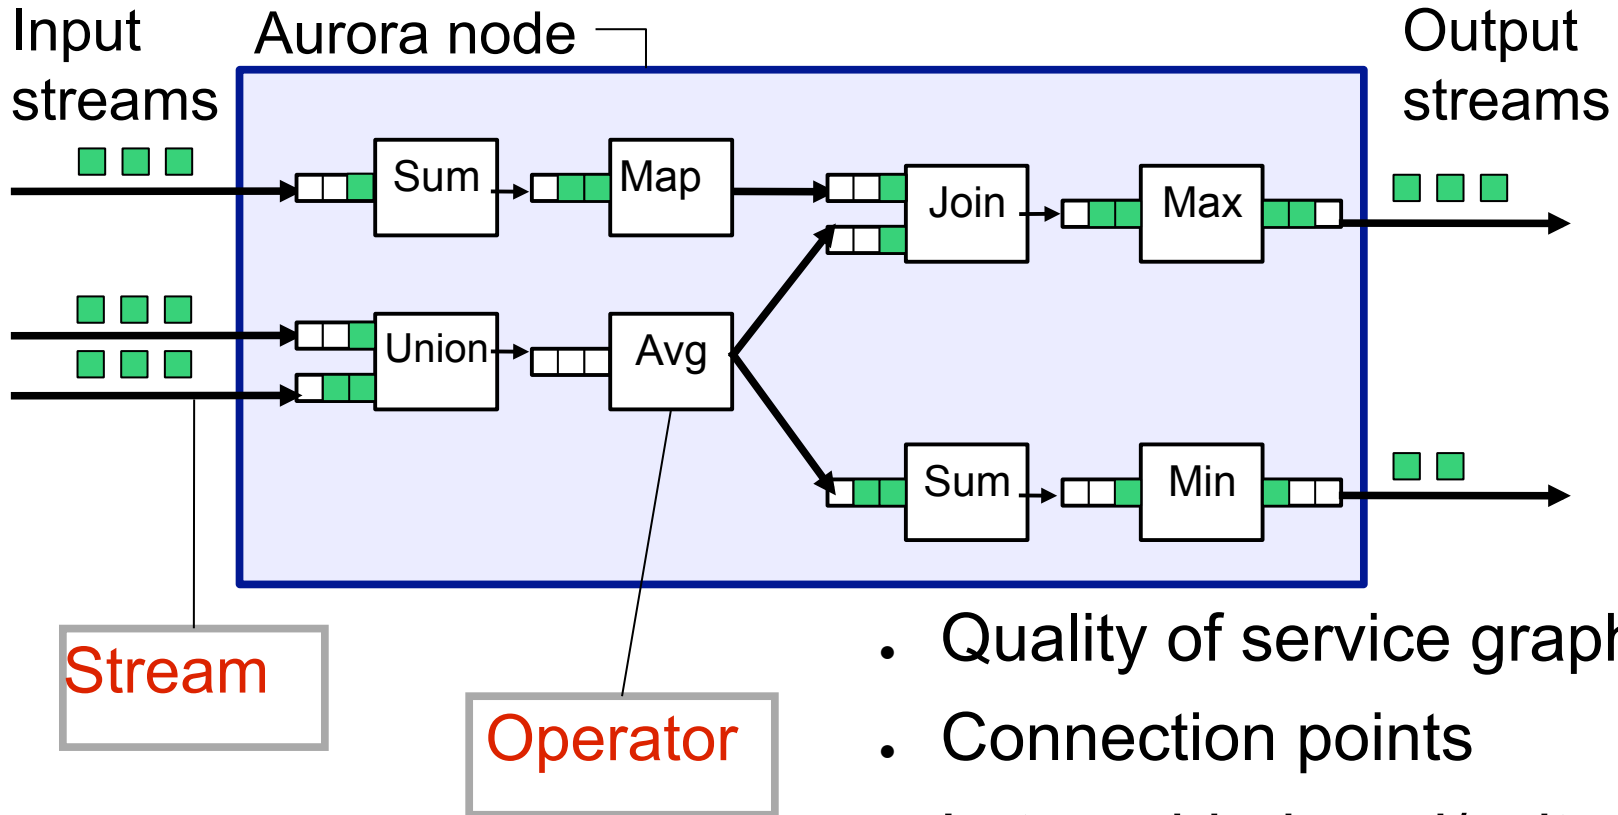 Input
streams
Aurora node
Output
streams
Sum
Map
Join
Max
Union
Avg
Sum
Min
Stream
Operator
• Quality of service graph
• Connection points